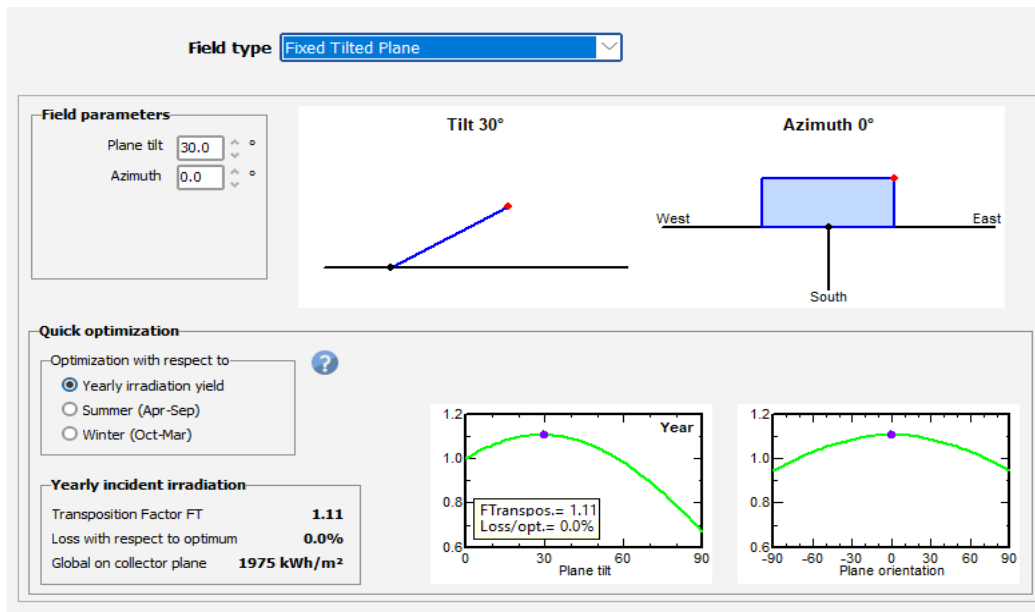 Field type Fixed Tilted Plane
Field parameters
Plane tilt 30.0 °
Azimuth 0.0 °
Tilt 30°
Azimuth 0°
West
East
South
Quick optimization
Optimization with respect to
Yearly irradiation yield
Summer (Apr-Sep)
Winter (Oct-Mar)
?
Yearly incident irradiation
Transposition Factor FT 1.11
Loss with respect to optimum 0.0%
Global on collector plane 1975 kWh/m²
1.2
1.0
0.8
0.6
Year
FTranspos.= 1.11
Loss/opt.= 0.0%
0 30 60 90
Plane tilt
1.2
1.0
0.8
0.6
-90 -60 -30 0 30 60 90
Plane orientation